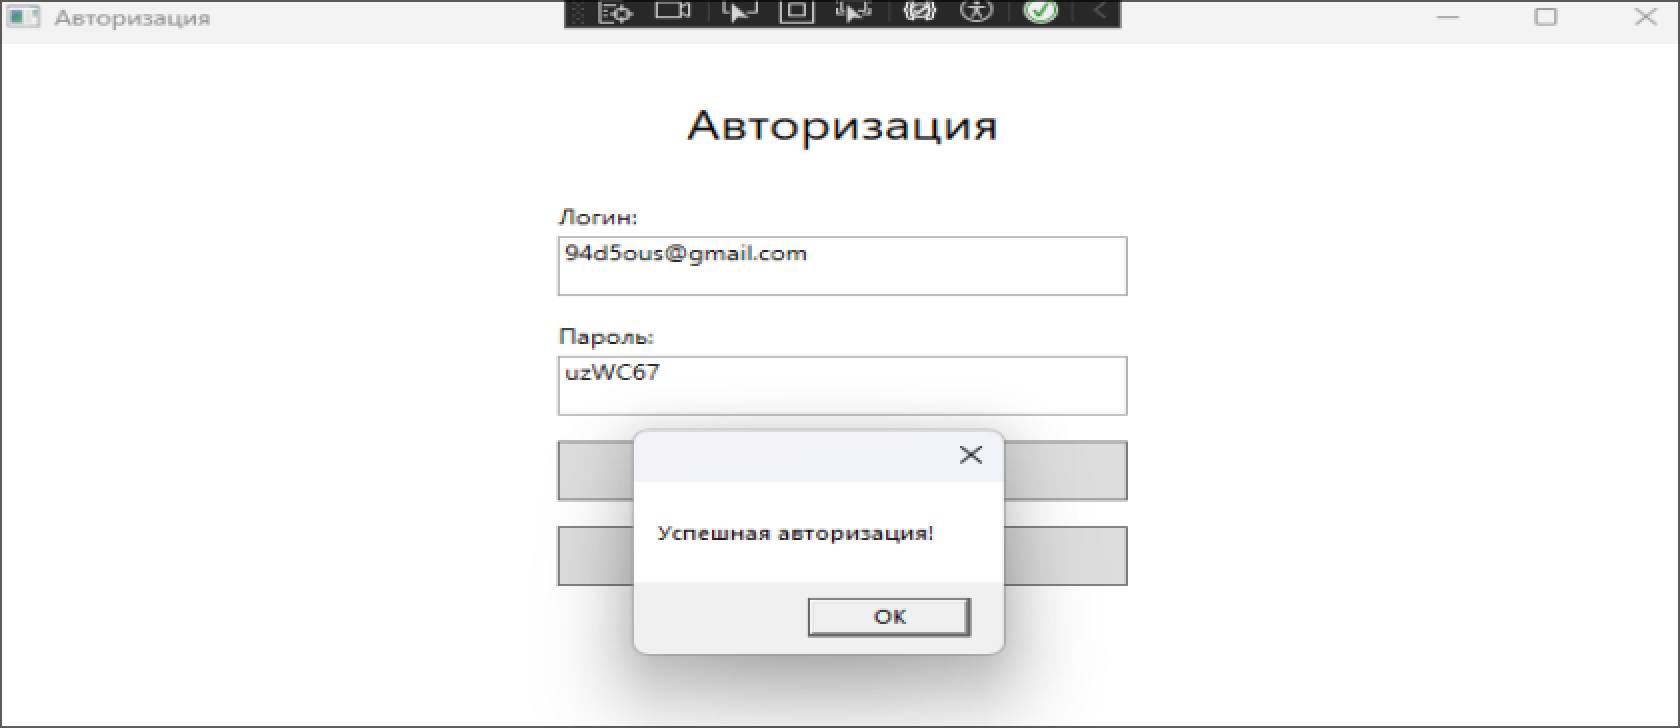 Авторизация
Авторизация
Логин:
94d5ous@gmail.com
Пароль:
uzWC67
Успешная авторизация!
OK